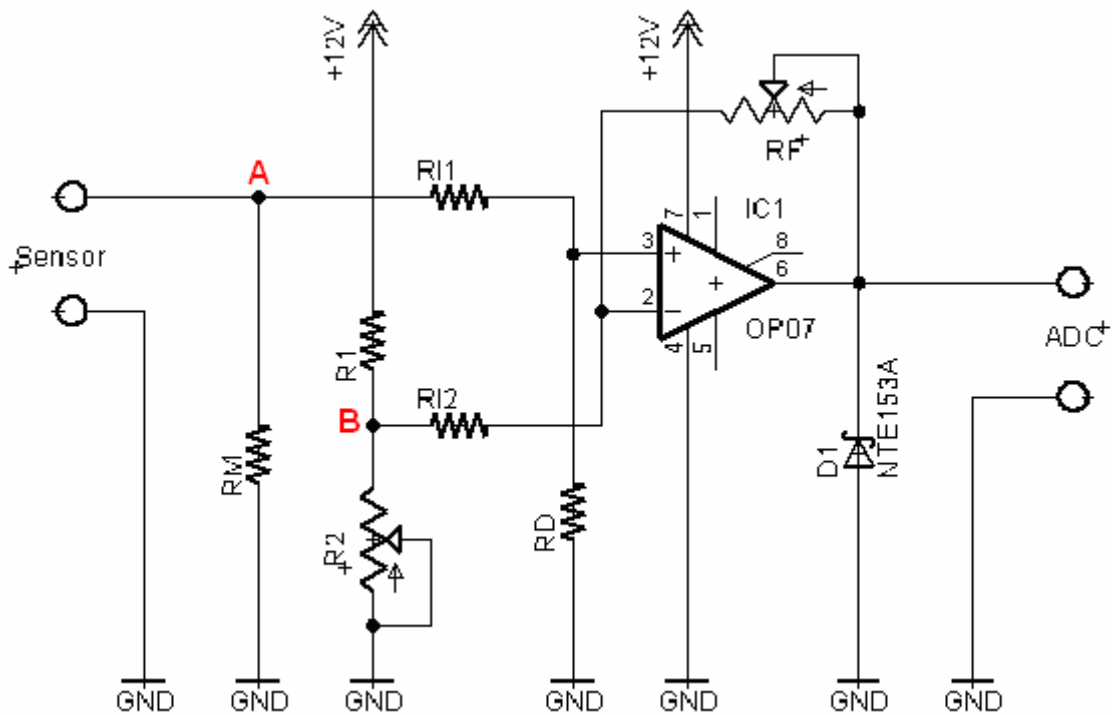 +12V
+12V
A
RI1
RF
IC1
7
1
8
3
6
+
+
2
−
4
5
OP07
Sensor
ADC
R1
B
RI2
RM
R2
RD
D1
NTE153A
GND
GND
GND
GND
GND
GND
GND